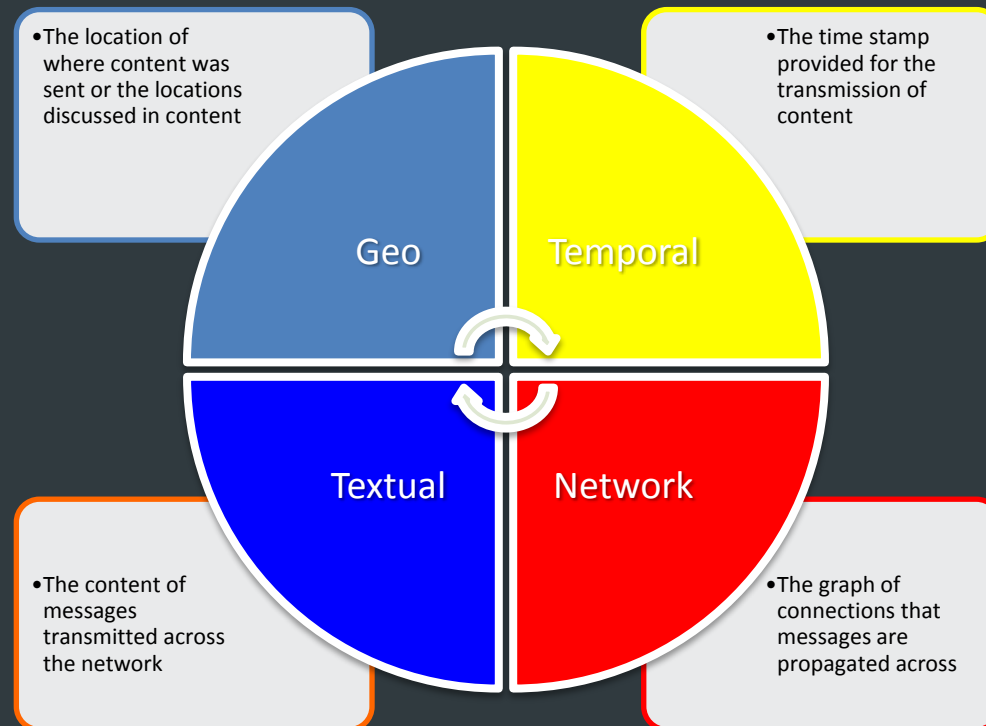 •The location of
where content was
sent or the locations
discussed in content
•The time stamp
provided for the
transmission of
content
Geo
Temporal
Textual
Network
•The content of
messages
transmitted across
the network
•The graph of
connections that
messages are
propagated across